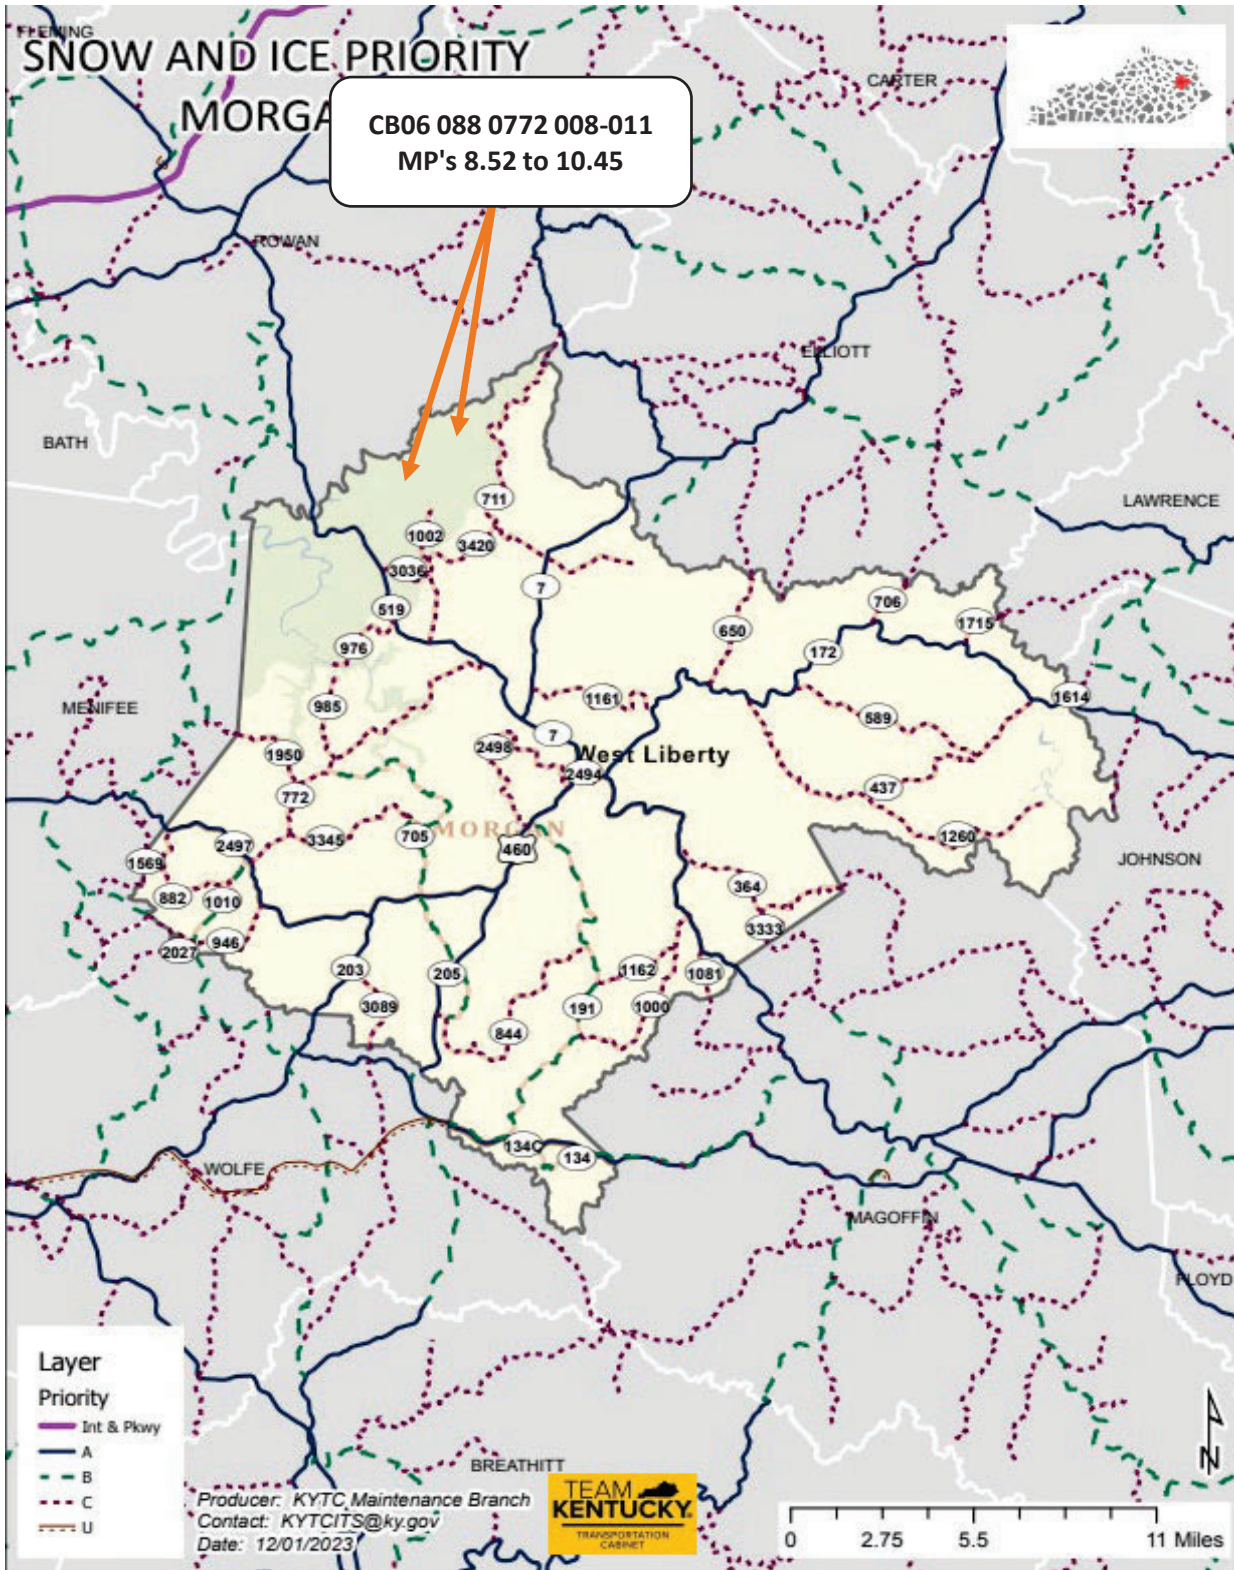 FLEMING
SNOW AND ICE PRIORITY
MORGA
CB06 088 0772 008-011
MP's 8.52 to 10.45
CARTER
ROWAN
ELLIOTT
BATH
LAWRENCE
711
1002
3420
3036
7
519
706
1715
650
976
172
1161
985
1614
MENIFEE
589
7
2498
West Liberty
1950
2494
772
437
MORGAN
705
3345
1260
2497
460
1569
JOHNSON
364
882
1010
3333
946
2027
203
205
1162
1081
3089
191
1000
844
134C
134
WOLFE
MAGOFFIN
FLOYD
Layer
Priority
Int & Pkwy
A
B
C
U
BREATHITT
Producer: KYTC Maintenance Branch
Contact: KYTCITS@ky.gov
Date: 12/01/2023
TEAM
KENTUCKY
TRANSPORTATION
CABINET
N
0 2.75 5.5 11 Miles